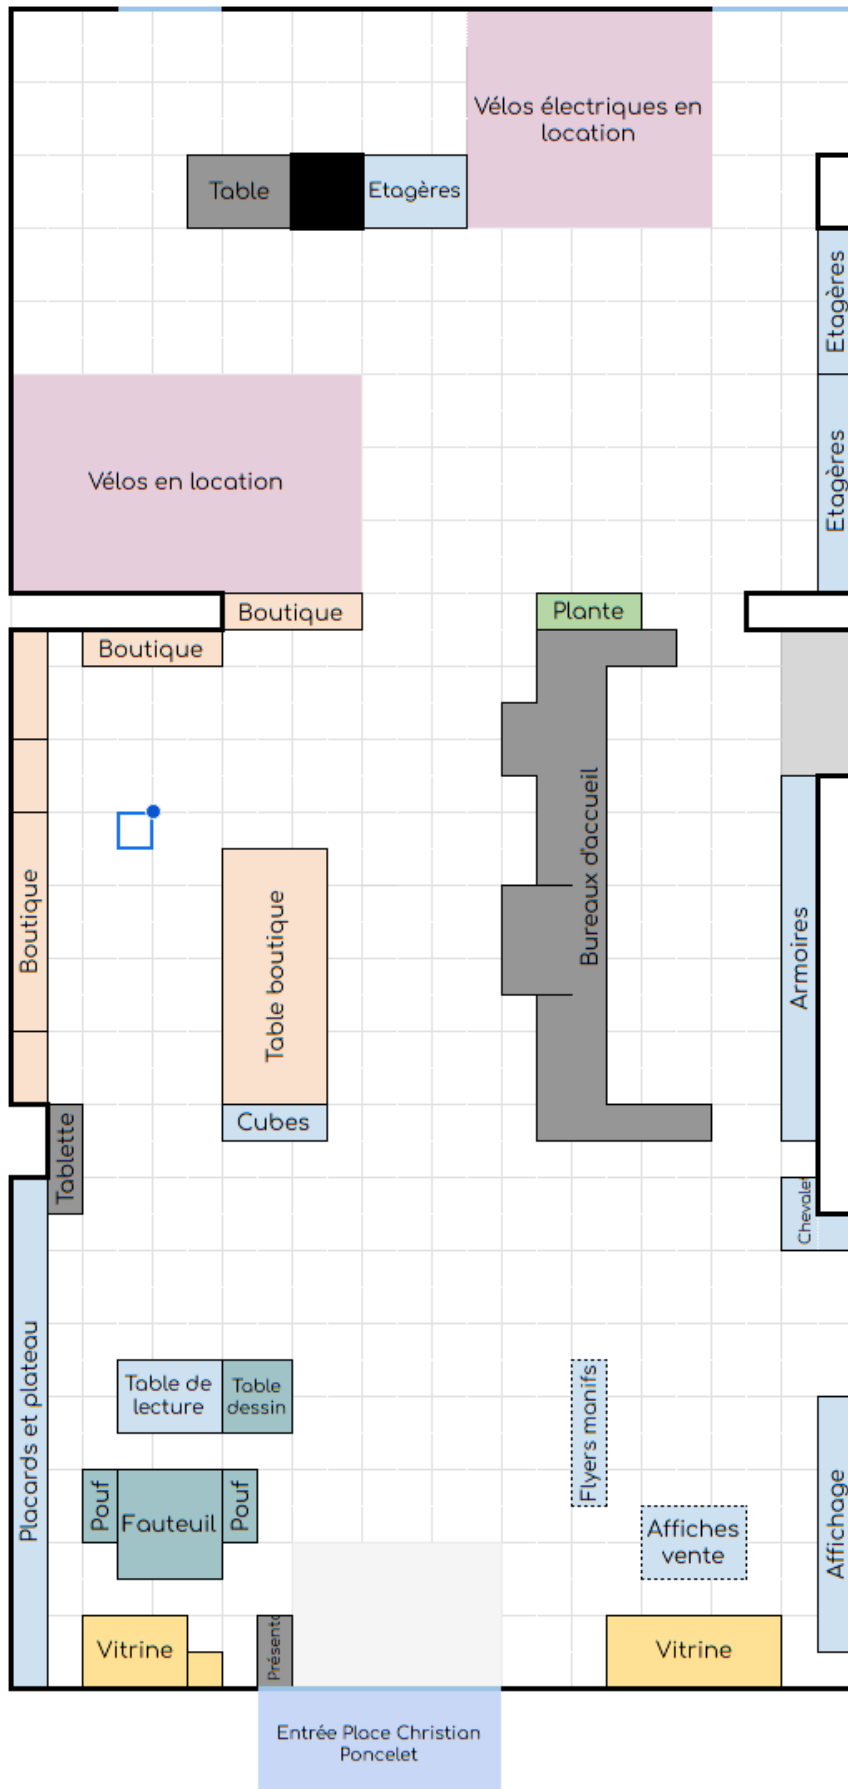 Vélos électriques en
location
Table
Etagères
Etagères
Etagères
Vélos en location
Boutique
Plante
Boutique
Boutique
Table boutique
Bureaux d'accueil
Armoires
Cubes
Tablette
Chevalet
Placards et plateau
Table de
lecture
Table
dessin
Flyers manifs
Pouf
Fauteuil
Pouf
Affiches
vente
Affichage
Vitrine
Présento
Vitrine
Entrée Place Christian
Poncelet